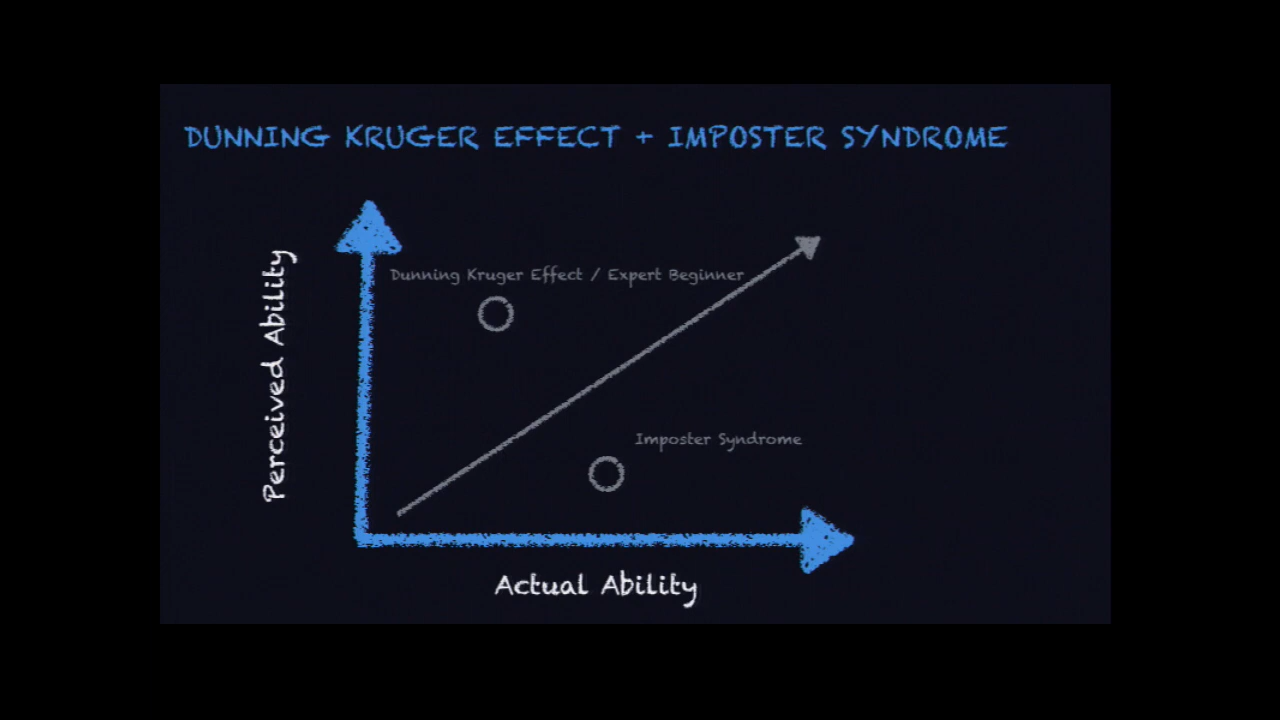 DUNNING KRUGER EFFECT + IMPOSTER SYNDROME
Perceived Ability
Dunning Kruger Effect / Expert Beginner
Imposter Syndrome
Actual Ability